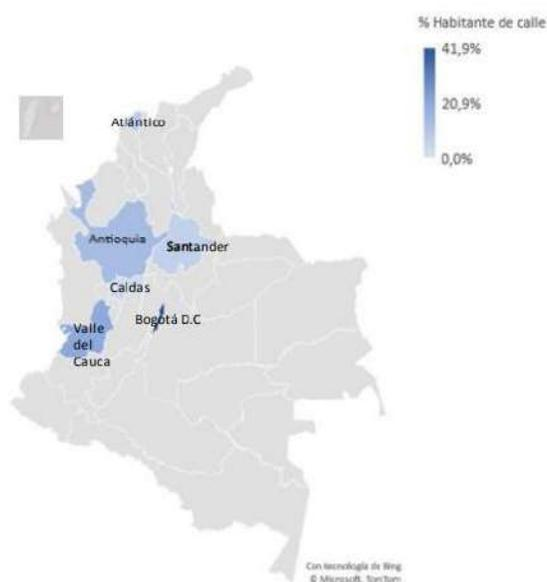 % Habitante de calle
41,9%
20,9%
0,0%
Atlántico
Antioquia
Santander
Caldas
Bogotá D.C
Valle
del
Cauca
Con tecnología de Bing
© Microsoft, TomTom